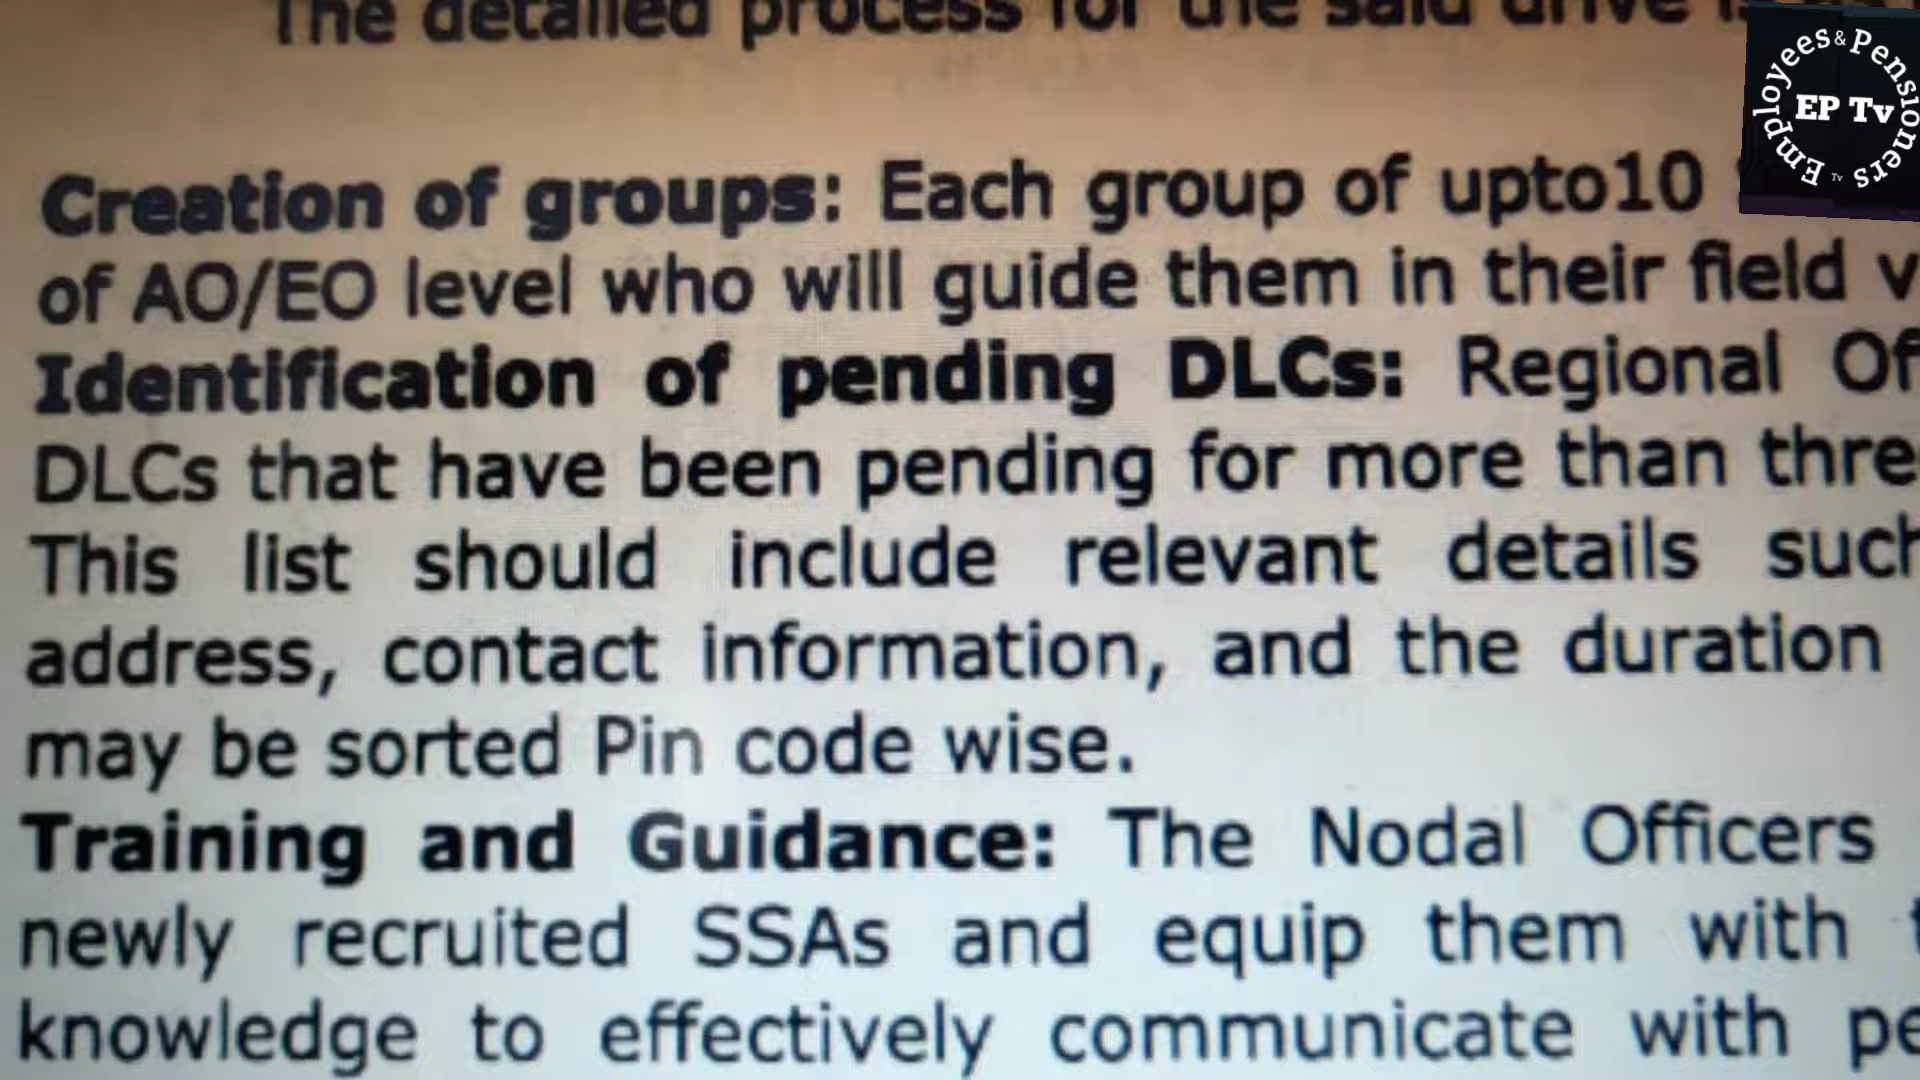 The detailed process for the said drive
Creation of groups: Each group of upto10
of AO/EO level who will guide them in their field
Identification of pending DLCs: Regional
DLCs that have been pending for more than
This list should include relevant details such
address, contact information, and the duration
may be sorted Pin code wise.
Training and Guidance: The Nodal Officers
newly recruited SSAs and equip them with
knowledge to effectively communicate with
Employees & Pensioners Tv
EP Tv